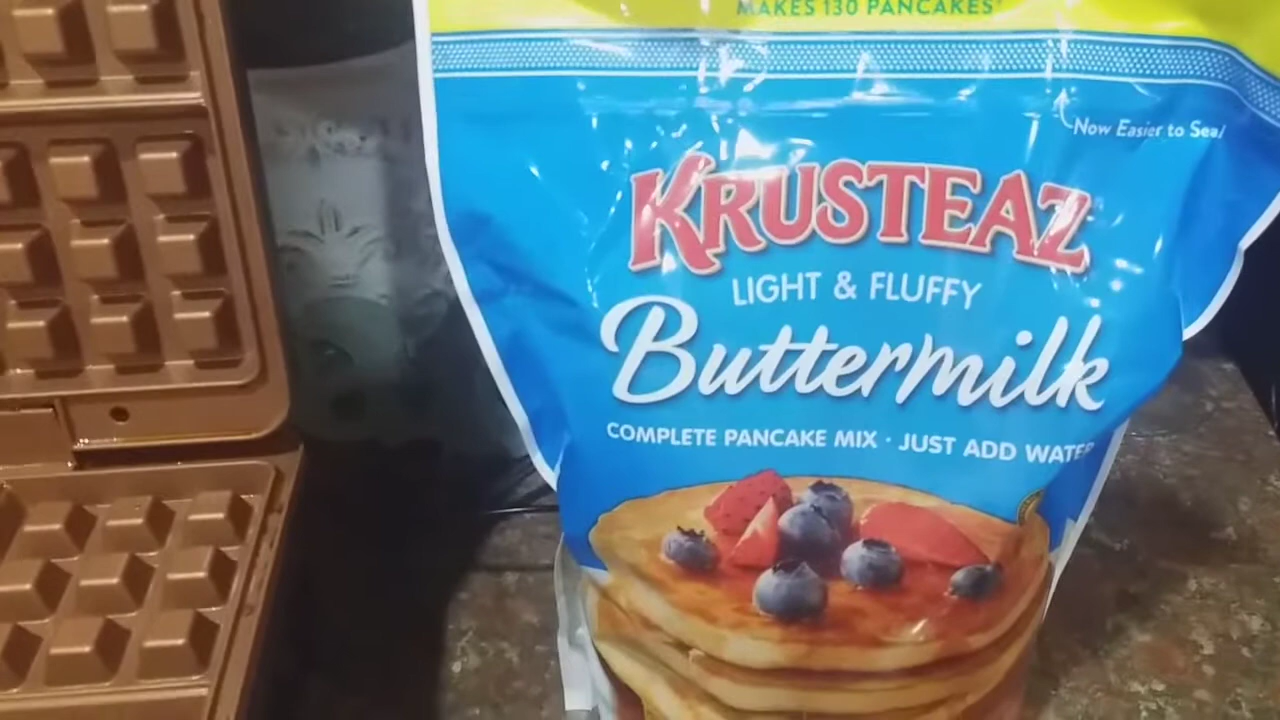 MAKES 130 PANCAKES
Now Easier to Seal
KRUSTEAZ
LIGHT & FLUFFY
Buttermilk
COMPLETE PANCAKE MIX · JUST ADD WATER